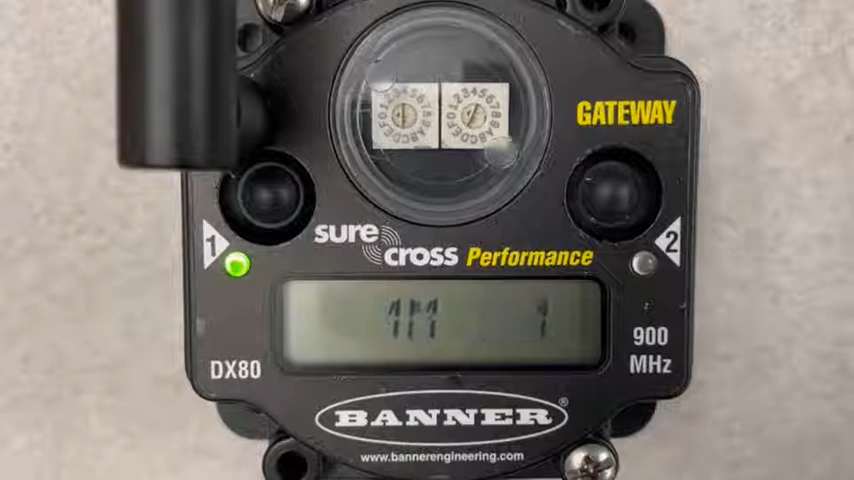 GATEWAY
1
2
sure cross Performance
DX80
900
MHz
BANNER®
www.bannerengineering.com